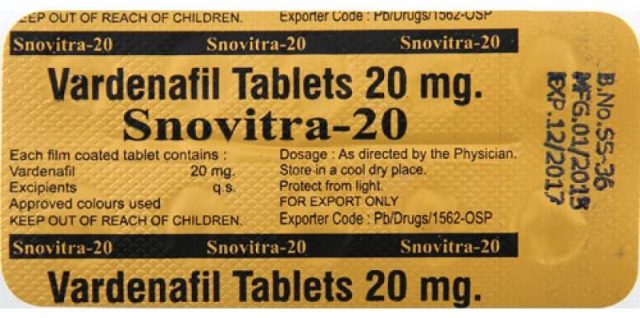 KEEP OUT OF REACH OF CHILDREN. Exporter Code : Pb/Drugs/1562-OSP
Snovitra-20 Snovitra-20 Snovitra-20
Vardenafil Tablets 20 mg.
Snovitra-20
Each film coated tablet contains :
Vardenafil 20 mg.
Excipients q.s.
Approved colours used
KEEP OUT OF REACH OF CHILDREN.
Dosage : As directed by the Physician.
Store in a cool dry place.
Protect from light.
FOR EXPORT ONLY
Exporter Code : Pb/Drugs/1562-OSP
Snovitra-20 Snovitra-20 Snovitra-20
Vardenafil Tablets 20 mg.
B.No.SS-36
MFG.01/2015
EXP.12/2017